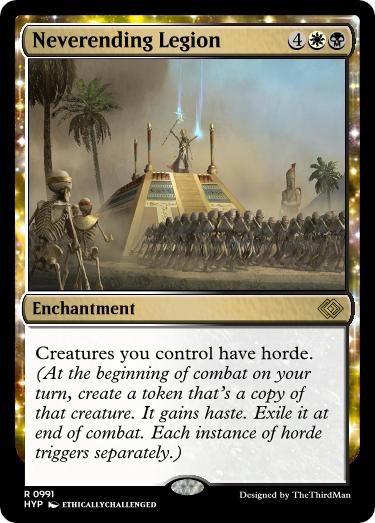 Neverending Legion 4
Enchantment
Creatures you control have horde.
(At the beginning of combat on your
turn, create a token that's a copy of
that creature. It gains haste. Exile it at
end of combat. Each instance of horde
triggers separately.)
R 0991
HYP ETHICALLYCHALLENGED
Designed by TheThirdMan